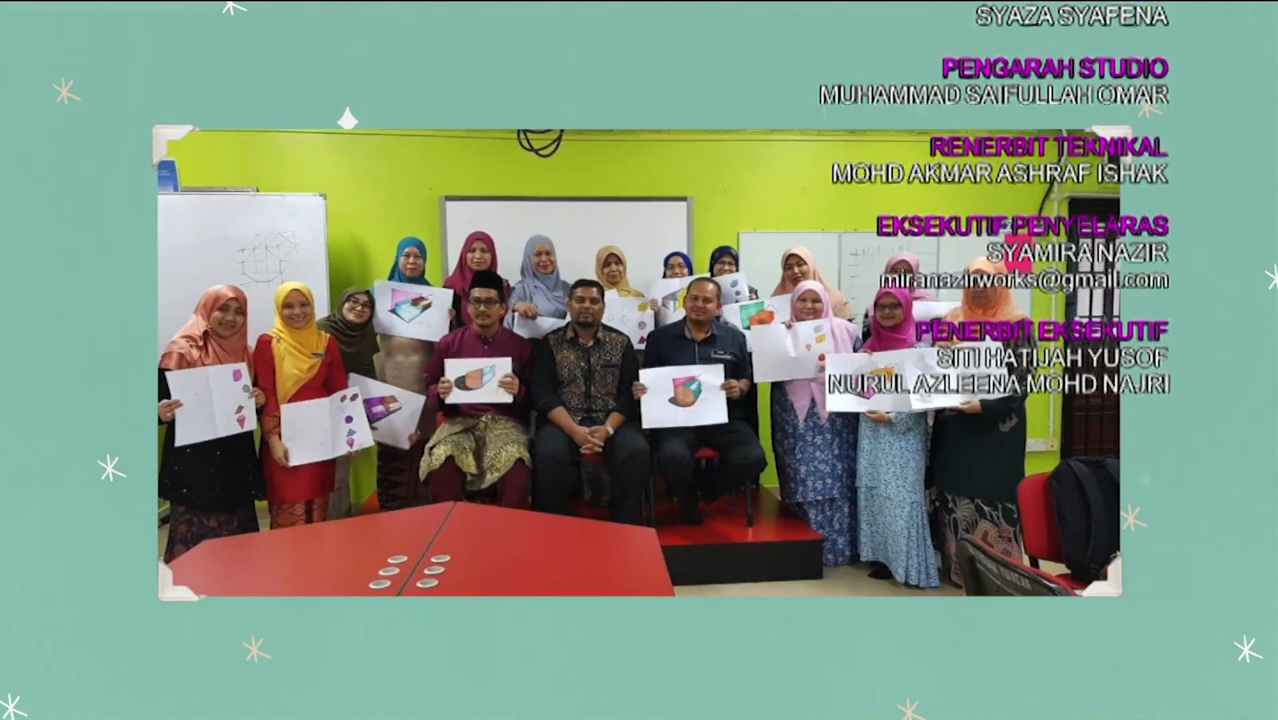 SYAZA SYAFENA
PENGARAH STUDIO
MUHAMMAD SAIFULLAH OMAR
RENERBIT TEKNIKAL
MOHD AKMAR ASHRAF ISHAK
EKSEKUTIF PENYELARAS
SYAMIRA NAZIR
miranazirworks@gmail.com
PENERBIT EKSEKUTIF
SITI HATIJAH YUSOF
NURUL AZLEENA MOHD NAJRI